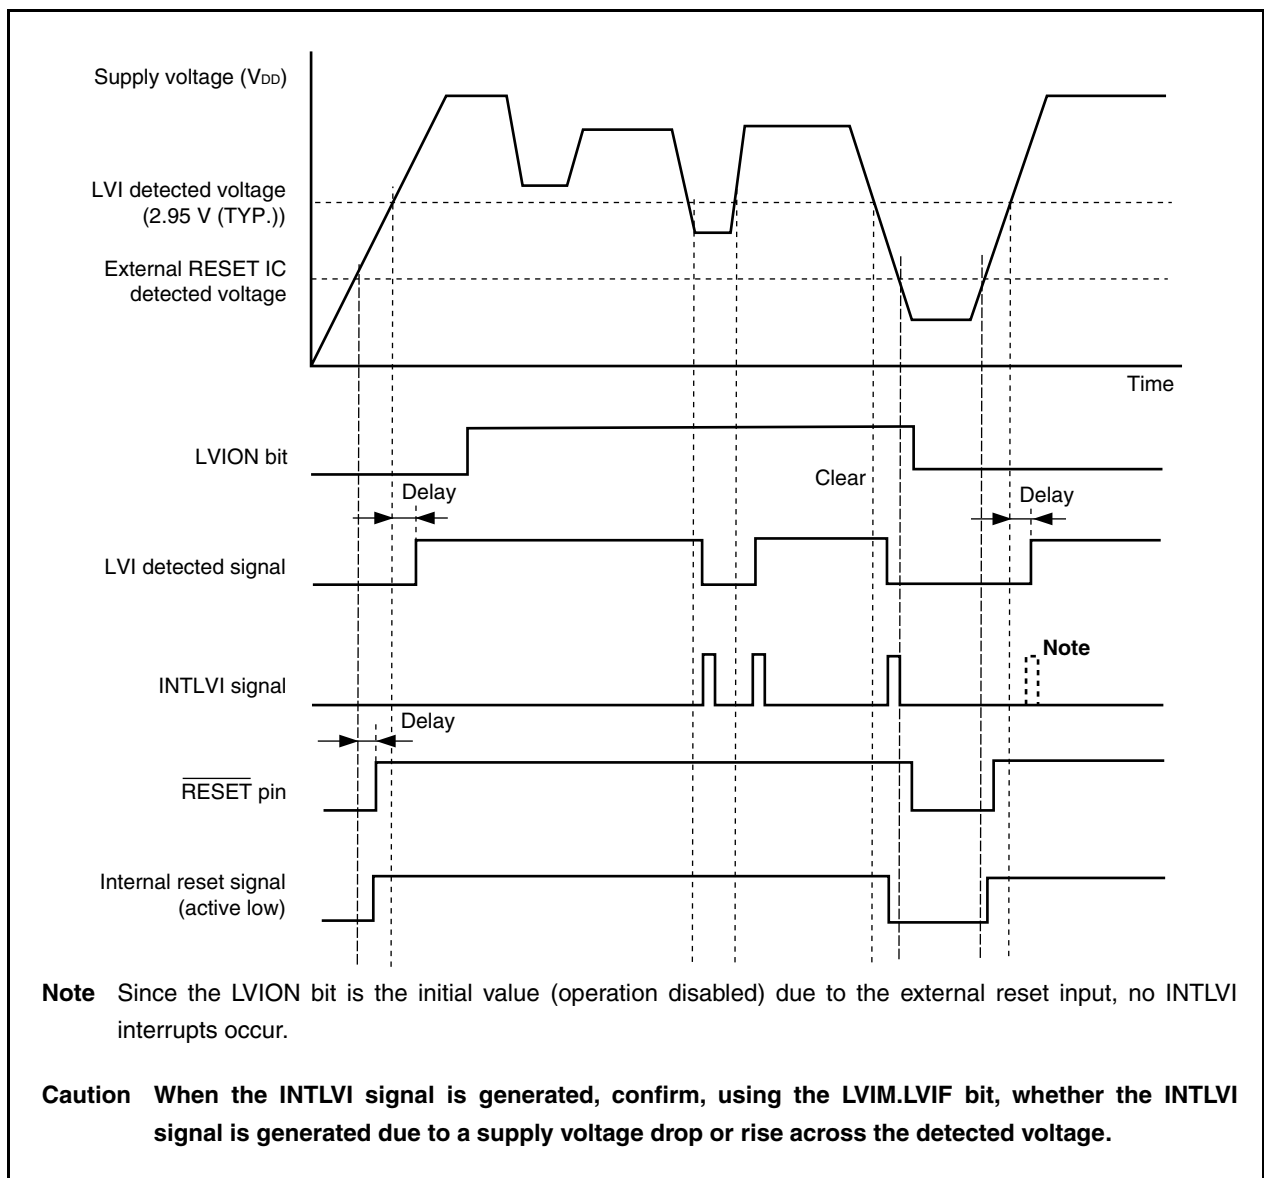 Supply voltage (VDD)
LVI detected voltage
(2.95 V (TYP.))
External RESET IC
detected voltage
Time
LVION bit
Clear
Delay
Delay
LVI detected signal
Note
INTLVI signal
Delay
RESET pin
Internal reset signal
(active low)
Note Since the LVION bit is the initial value (operation disabled) due to the external reset input, no INTLVI
interrupts occur.
Caution When the INTLVI signal is generated, confirm, using the LVIM.LVIF bit, whether the INTLVI
signal is generated due to a supply voltage drop or rise across the detected voltage.